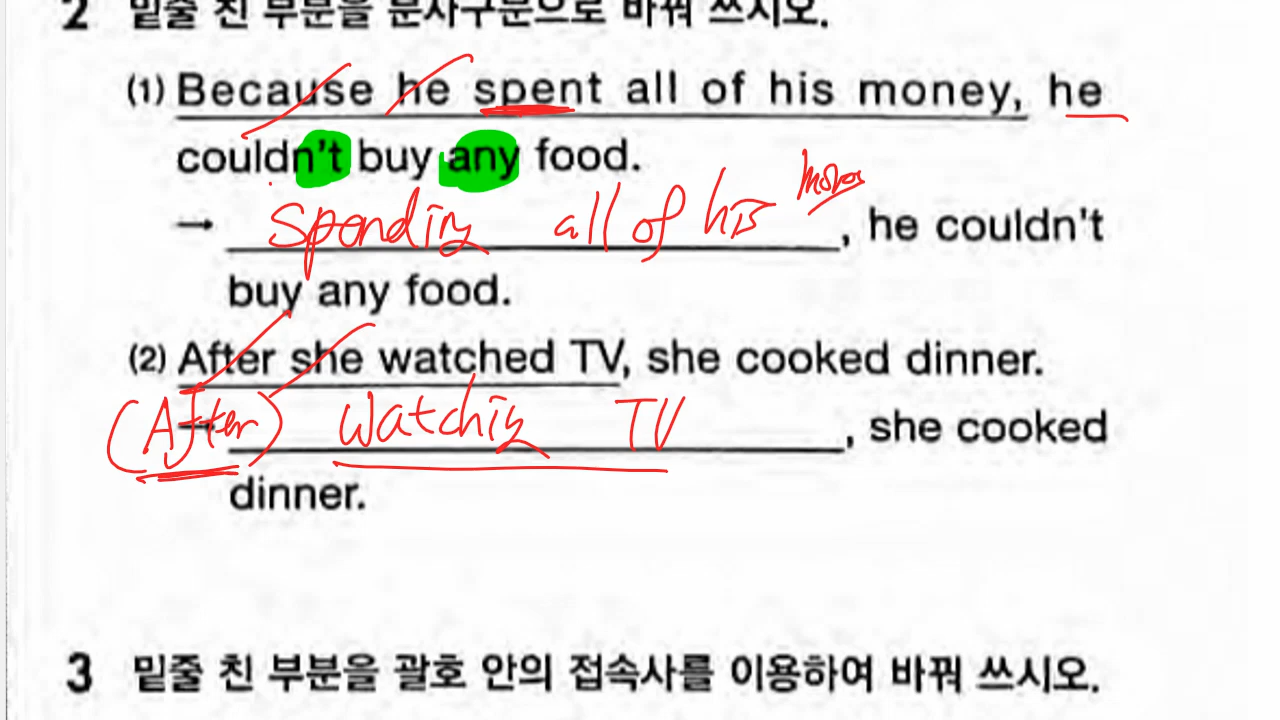 2 밑줄 친 부분을 분사구문으로 바꿔 쓰시오.
(1) Because he spent all of his money, he
couldn't buy any food.
→ Spending all of his money, he couldn't
buy any food.
(2) After she watched TV, she cooked dinner.
→ (After) Watching TV, she cooked
dinner.
3 밑줄 친 부분을 괄호 안의 접속사를 이용하여 바꿔 쓰시오.